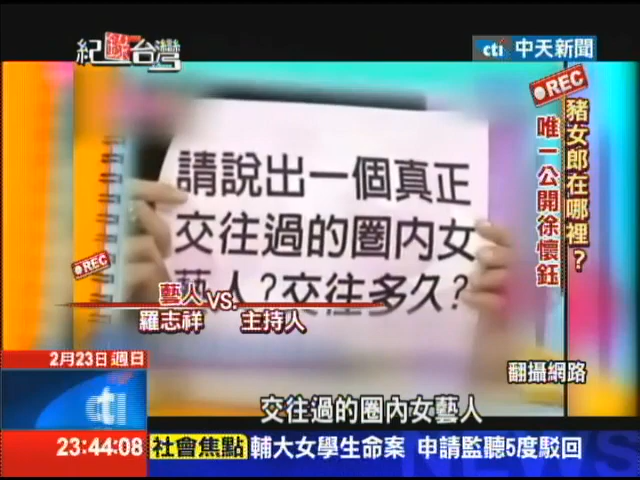 紀錄台灣
cti 中天新聞
REC
豬女郎在哪裡？
唯一公開徐懷鈺
請說出一個真正
交往過的圈內女
藝人？交往多久？
REC
藝人 VS. 主持人
羅志祥
翻攝網路
2月23日週日
cti
交往過的圈內女藝人
23:44:08
社會焦點 輔大女學生命案 申請監聽5度駁回
NEWS